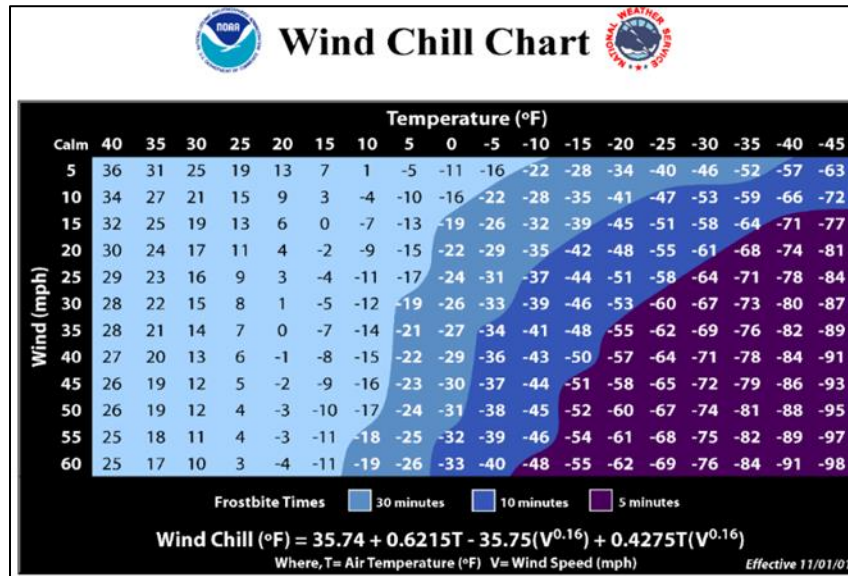 NOAA
Wind Chill Chart
NATIONAL WEATHER SERVICE
Temperature (ºF)
Calm 40 35 30 25 20 15 10 5 0 -5 -10 -15 -20 -25 -30 -35 -40 -45
5 36 31 25 19 13 7 1 -5 -11 -16 -22 -28 -34 -40 -46 -52 -57 -63
10 34 27 21 15 9 3 -4 -10 -16 -22 -28 -35 -41 -47 -53 -59 -66 -72
15 32 25 19 13 6 0 -7 -13 -19 -26 -32 -39 -45 -51 -58 -64 -71 -77
20 30 24 17 11 4 -2 -9 -15 -22 -29 -35 -42 -48 -55 -61 -68 -74 -81
25 29 23 16 9 3 -4 -11 -17 -24 -31 -37 -44 -51 -58 -64 -71 -78 -84
30 28 22 15 8 1 -5 -12 -19 -26 -33 -39 -46 -53 -60 -67 -73 -80 -87
35 28 21 14 7 0 -7 -14 -21 -27 -34 -41 -48 -55 -62 -69 -76 -82 -89
40 27 20 13 6 -1 -8 -15 -22 -29 -36 -43 -50 -57 -64 -71 -78 -84 -91
45 26 19 12 5 -2 -9 -16 -23 -30 -37 -44 -51 -58 -65 -72 -79 -86 -93
50 26 19 12 4 -3 -10 -17 -24 -31 -38 -45 -52 -60 -67 -74 -81 -88 -95
55 25 18 11 4 -3 -11 -18 -25 -32 -39 -46 -54 -61 -68 -75 -82 -89 -97
60 25 17 10 3 -4 -11 -19 -26 -33 -40 -48 -55 -62 -69 -76 -84 -91 -98
Wind (mph)
Frostbite Times 30 minutes 10 minutes 5 minutes
Wind Chill (ºF) = 35.74 + 0.6215T - 35.75(V^0.16) + 0.4275T(V^0.16)
Where, T= Air Temperature (ºF) V= Wind Speed (mph)
Effective 11/01/01